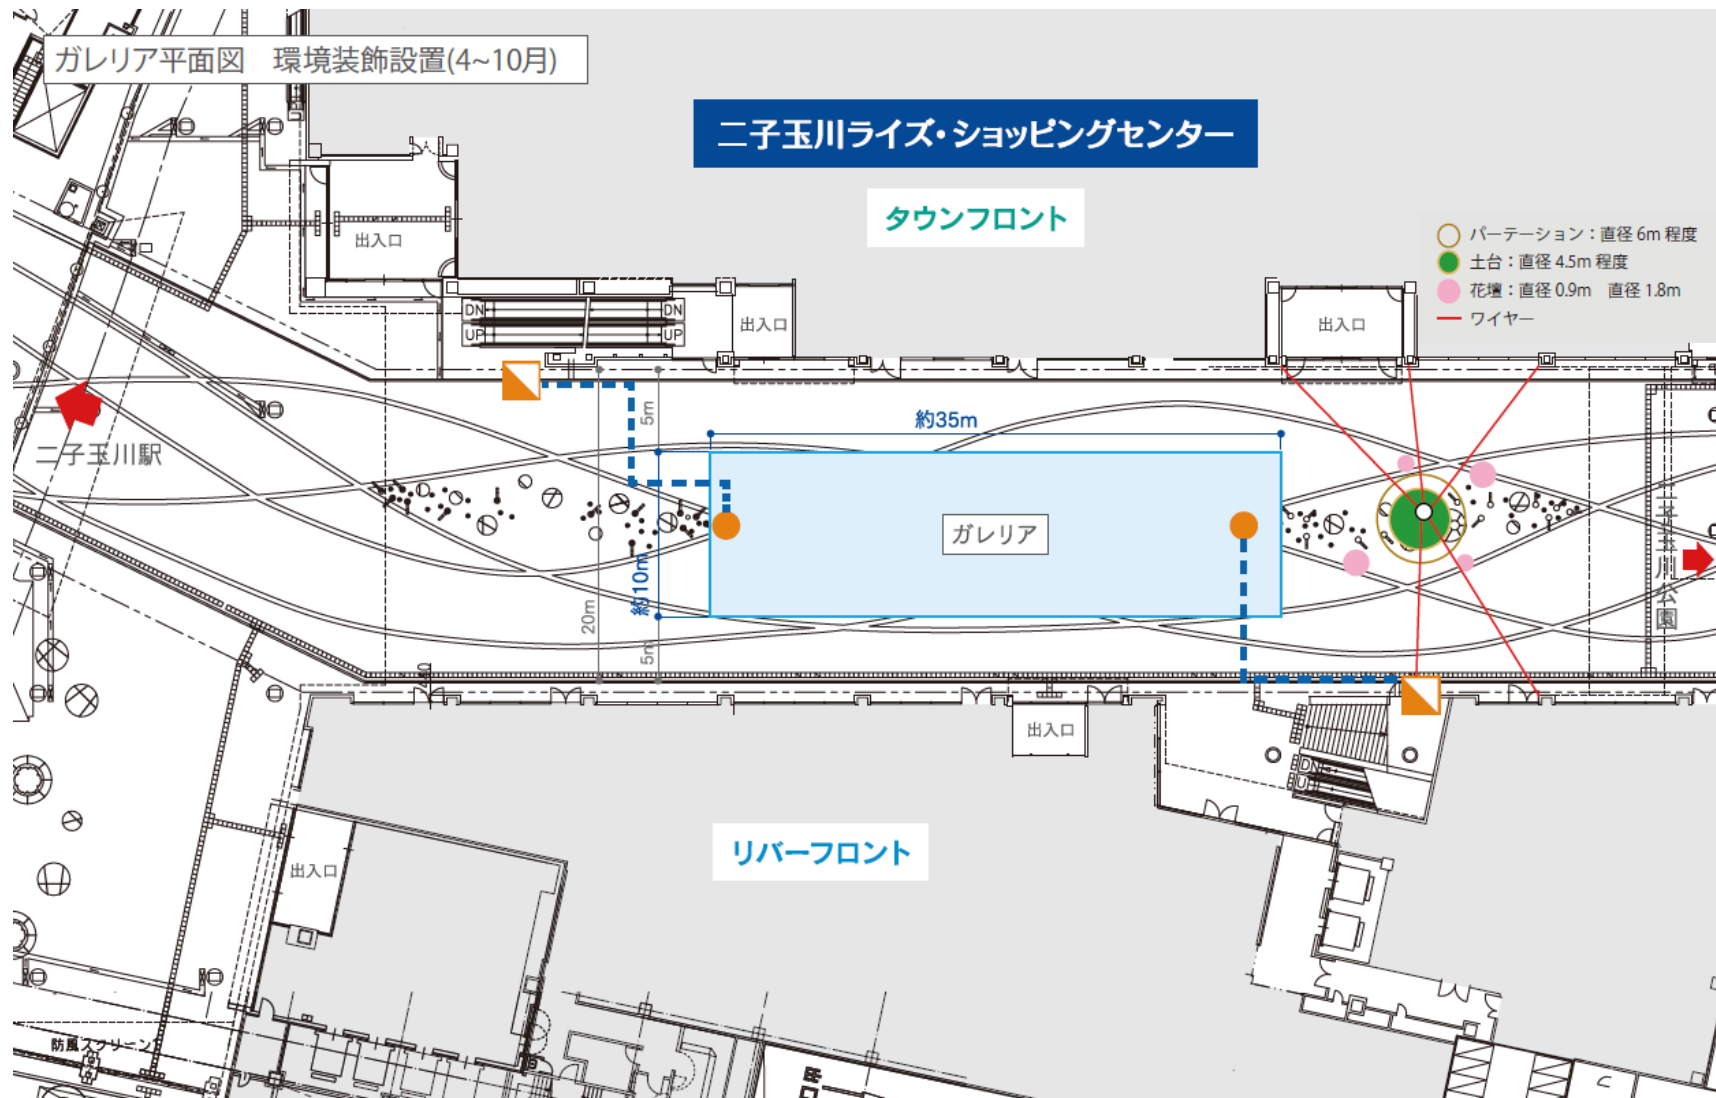 ガレリア平面図　環境装飾設置(4~10月)
二子玉川ライズ・ショッピングセンター
タウンフロント
パーテーション：直径 6m 程度
土台：直径 4.5m 程度
花壇：直径 0.9m　直径 1.8m
ワイヤー
出入口
DN
DN
UP
UP
出入口
出入口
5m
約35m
二子玉川駅
ガレリア
約10m
20m
5m
二子玉川公園
出入口
DN
リバーフロント
出入口
防風スクリーン